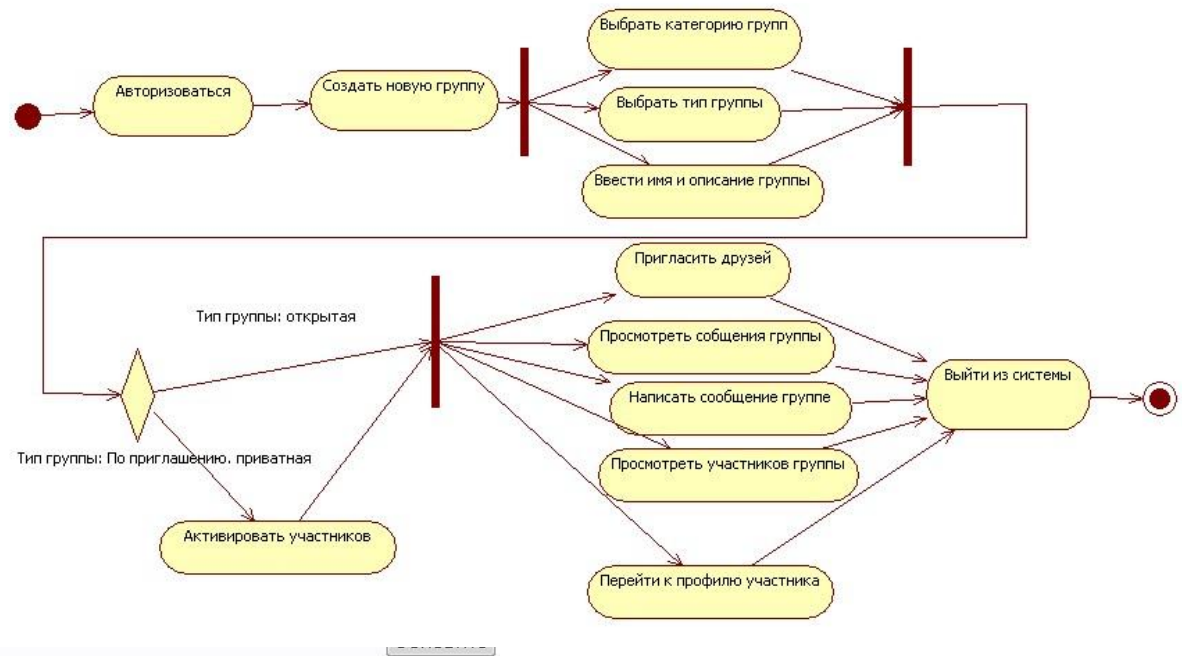 Выбрать категорию групп
Авторизоваться
Создать новую группу
Выбрать тип группы
Ввести имя и описание группы
Пригласить друзей
Тип группы: открытая
Просмотреть собщения группы
Выйти из системы
Написать сообщение группе
Тип группы: По приглашению. приватная
Просмотреть участников группы
Активировать участников
Перейти к профилю участника